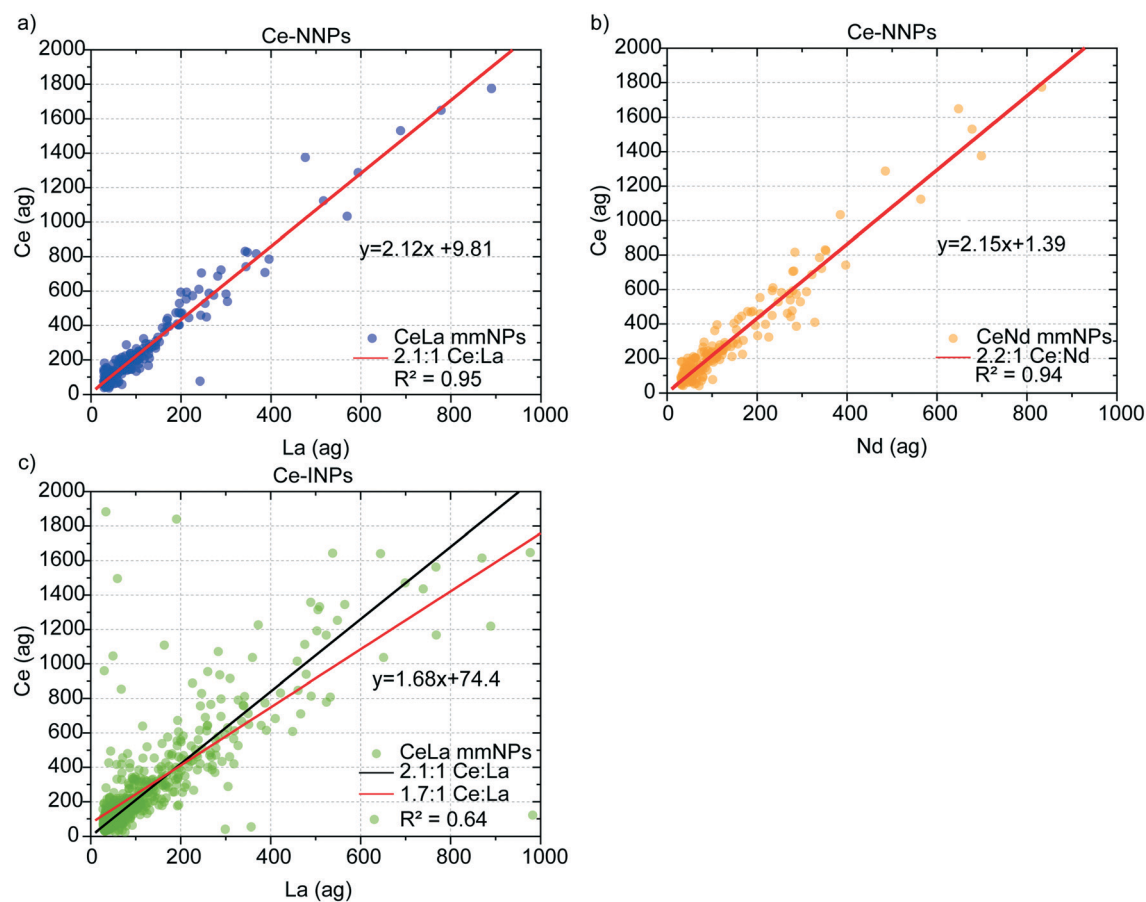 a)
Ce-NNPs
2000
1800
1600
1400
1200
1000
800
600
400
200
0
Ce (ag)
y=2.12x +9.81
CeLa mmNPs
2.1:1 Ce:La
R² = 0.95
0 200 400 600 800 1000
La (ag)
b)
Ce-NNPs
2000
1800
1600
1400
1200
1000
800
600
400
200
0
Ce (ag)
y=2.15x+1.39
CeNd mmNPs
2.2:1 Ce:Nd
R² = 0.94
0 200 400 600 800 1000
Nd (ag)
c)
Ce-INPs
2000
1800
1600
1400
1200
1000
800
600
400
200
0
Ce (ag)
y=1.68x+74.4
CeLa mmNPs
2.1:1 Ce:La
1.7:1 Ce:La
R² = 0.64
0 200 400 600 800 1000
La (ag)